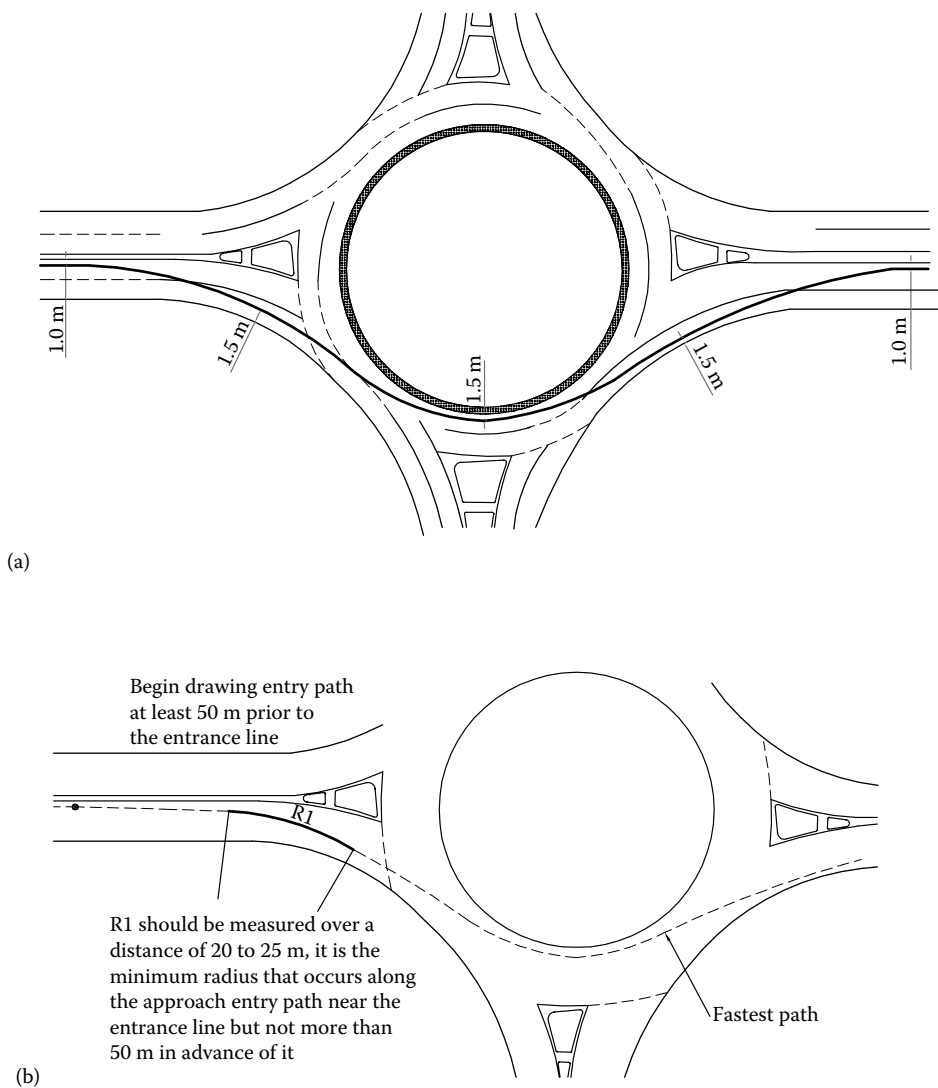 1.0 m
1.5 m
1.5 m
1.5 m
1.0 m
(a)
Begin drawing entry path
at least 50 m prior to
the entrance line
R1
R1 should be measured over a
distance of 20 to 25 m, it is the
minimum radius that occurs along
the approach entry path near the
entrance line but not more than
50 m in advance of it
Fastest path
(b)